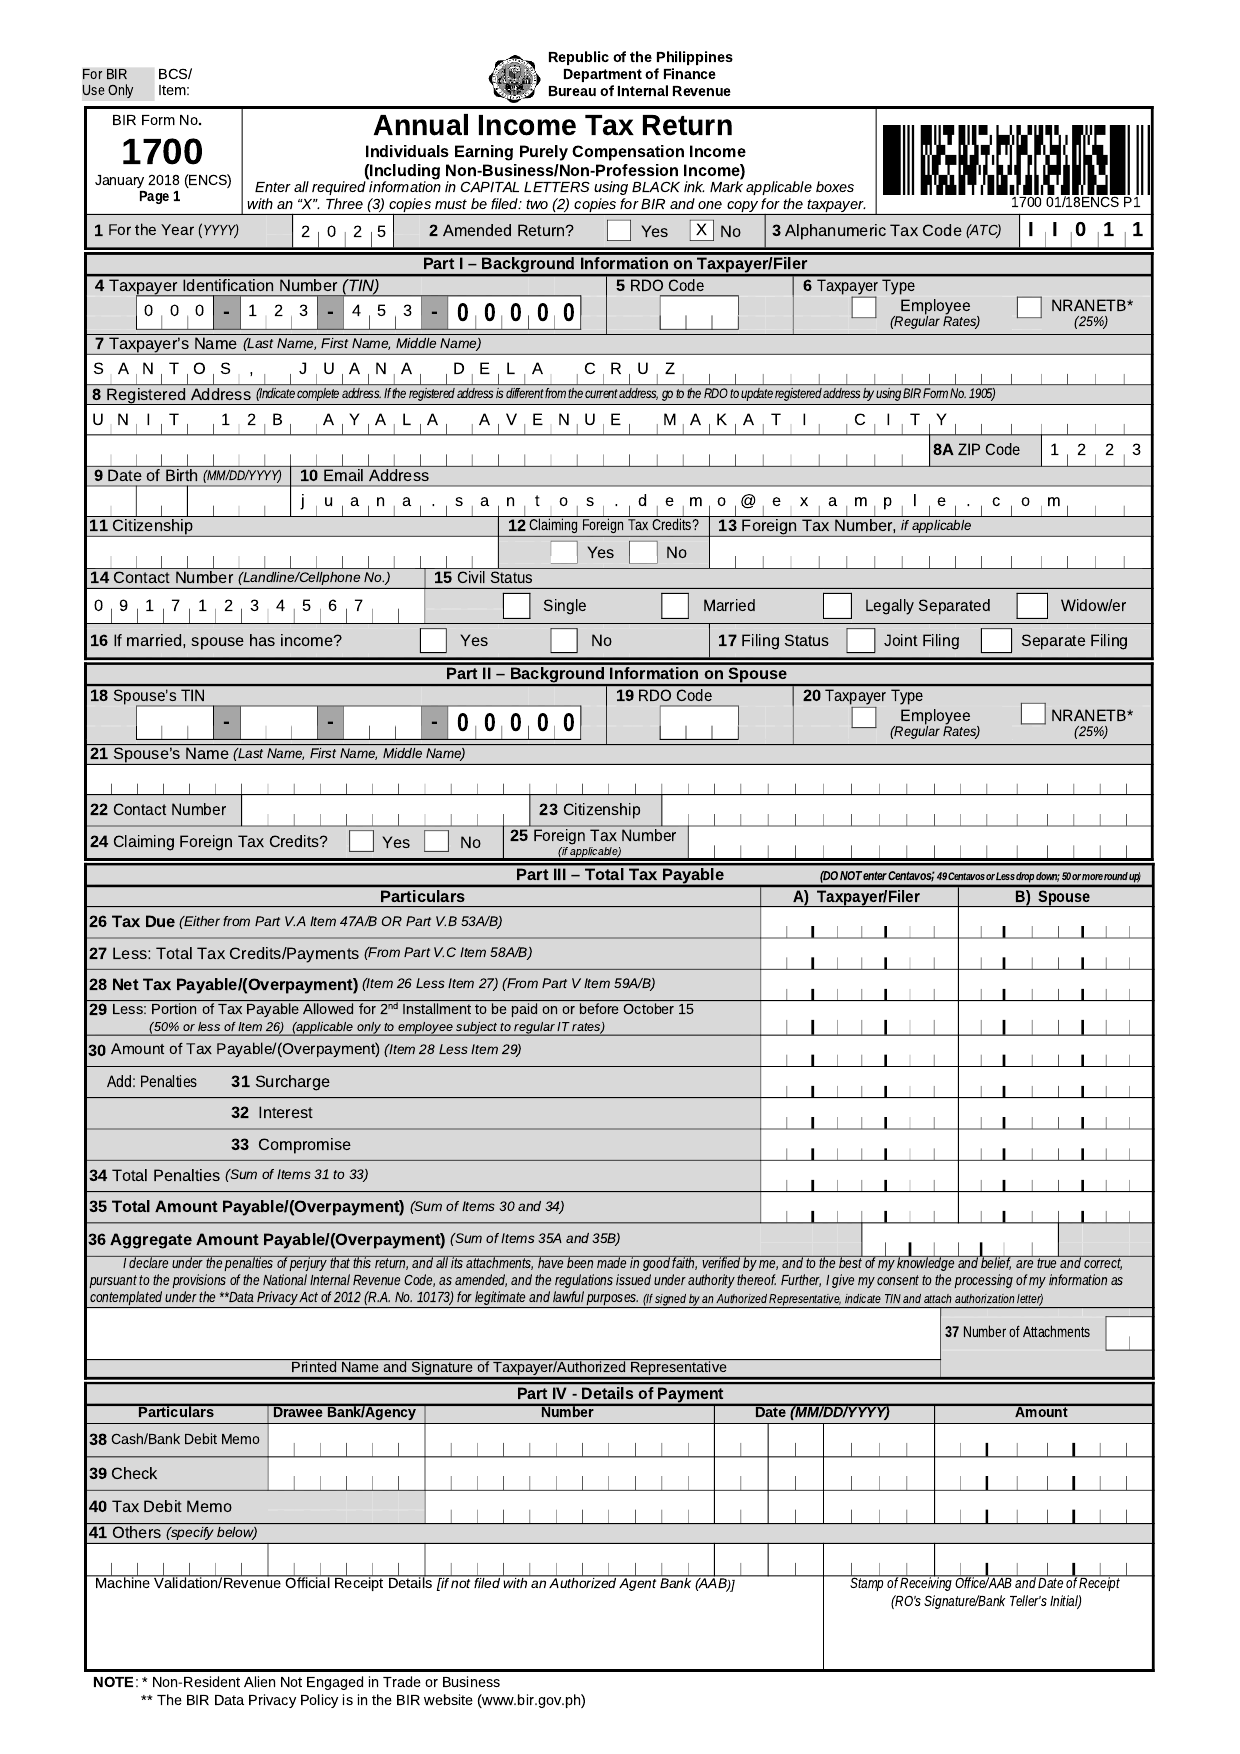 For BIR
Use Only
BCS/
Item:
Republic of the Philippines
Department of Finance
Bureau of Internal Revenue
BIR Form No.
1700
January 2018 (ENCS)
Page 1
Annual Income Tax Return
Individuals Earning Purely Compensation Income
(Including Non-Business/Non-Profession Income)
Enter all required information in CAPITAL LETTERS using BLACK ink. Mark applicable boxes
with an “X”. Three (3) copies must be filed: two (2) copies for BIR and one copy for the taxpayer.
1700 01/18ENCS P1
1 For the Year (YYYY) 2 0 2 5 2 Amended Return? Yes X No 3 Alphanumeric Tax Code (ATC) I I 0 1 1
Part I – Background Information on Taxpayer/Filer
4 Taxpayer Identification Number (TIN) 5 RDO Code 6 Taxpayer Type
0 0 0 - 1 2 3 - 4 5 3 - 0 0 0 0 0 Employee NRANETB*
(Regular Rates) (25%)
7 Taxpayer's Name (Last Name, First Name, Middle Name)
SANTOS, JUANA DELA CRUZ
8 Registered Address (Indicate complete address. If the registered address is different from the current address, go to the RDO to update registered address by using BIR Form No. 1905)
UNIT 12B AYALA AVENUE MAKATI CITY
8A ZIP Code 1 2 2 3
9 Date of Birth (MM/DD/YYYY) 10 Email Address
juana.santos.demo@example.com
11 Citizenship 12 Claiming Foreign Tax Credits? 13 Foreign Tax Number, if applicable
Yes No
14 Contact Number (Landline/Cellphone No.) 15 Civil Status
0 9 1 7 1 2 3 4 5 6 7 Single Married Legally Separated Widow/er
16 If married, spouse has income? Yes No 17 Filing Status Joint Filing Separate Filing
Part II – Background Information on Spouse
18 Spouse's TIN 19 RDO Code 20 Taxpayer Type
- - - 0 0 0 0 0 Employee NRANETB*
(Regular Rates) (25%)
21 Spouse's Name (Last Name, First Name, Middle Name)
22 Contact Number 23 Citizenship
24 Claiming Foreign Tax Credits? Yes No 25 Foreign Tax Number
(if applicable)
Part III – Total Tax Payable (DO NOT enter Centavos; 49 Centavos or Less drop down; 50 or more round up)
Particulars A) Taxpayer/Filer B) Spouse
26 Tax Due (Either from Part V.A Item 47A/B OR Part V.B 53A/B)
27 Less: Total Tax Credits/Payments (From Part V.C Item 58A/B)
28 Net Tax Payable/(Overpayment) (Item 26 Less Item 27) (From Part V Item 59A/B)
29 Less: Portion of Tax Payable Allowed for 2nd Installment to be paid on or before October 15
(50% or less of Item 26) (applicable only to employee subject to regular IT rates)
30 Amount of Tax Payable/(Overpayment) (Item 28 Less Item 29)
Add: Penalties 31 Surcharge
32 Interest
33 Compromise
34 Total Penalties (Sum of Items 31 to 33)
35 Total Amount Payable/(Overpayment) (Sum of Items 30 and 34)
36 Aggregate Amount Payable/(Overpayment) (Sum of Items 35A and 35B)
I declare under the penalties of perjury that this return, and all its attachments, have been made in good faith, verified by me, and to the best of my knowledge and belief, are true and correct,
pursuant to the provisions of the National Internal Revenue Code, as amended, and the regulations issued under authority thereof. Further, I give my consent to the processing of my information as
contemplated under the **Data Privacy Act of 2012 (R.A. No. 10173) for legitimate and lawful purposes. (If signed by an Authorized Representative, indicate TIN and attach authorization letter)
37 Number of Attachments
Printed Name and Signature of Taxpayer/Authorized Representative
Part IV - Details of Payment
Particulars Drawee Bank/Agency Number Date (MM/DD/YYYY) Amount
38 Cash/Bank Debit Memo
39 Check
40 Tax Debit Memo
41 Others (specify below)
Machine Validation/Revenue Official Receipt Details [if not filed with an Authorized Agent Bank (AAB)] Stamp of Receiving Office/AAB and Date of Receipt
(RO's Signature/Bank Teller's Initial)
NOTE: * Non-Resident Alien Not Engaged in Trade or Business
** The BIR Data Privacy Policy is in the BIR website (www.bir.gov.ph)